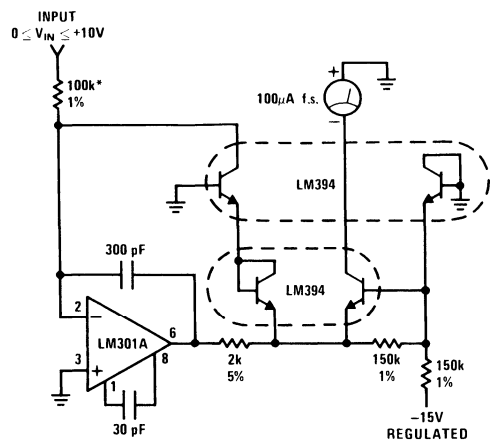 INPUT
0 ≤ VIN ≤ +10V
100k*
1%
+
100μA f.s.
−
LM394
300 pF
LM394
2
−
LM301A
6
3
+
1
8
30 pF
2k
5%
150k
1%
150k
1%
−15V
REGULATED